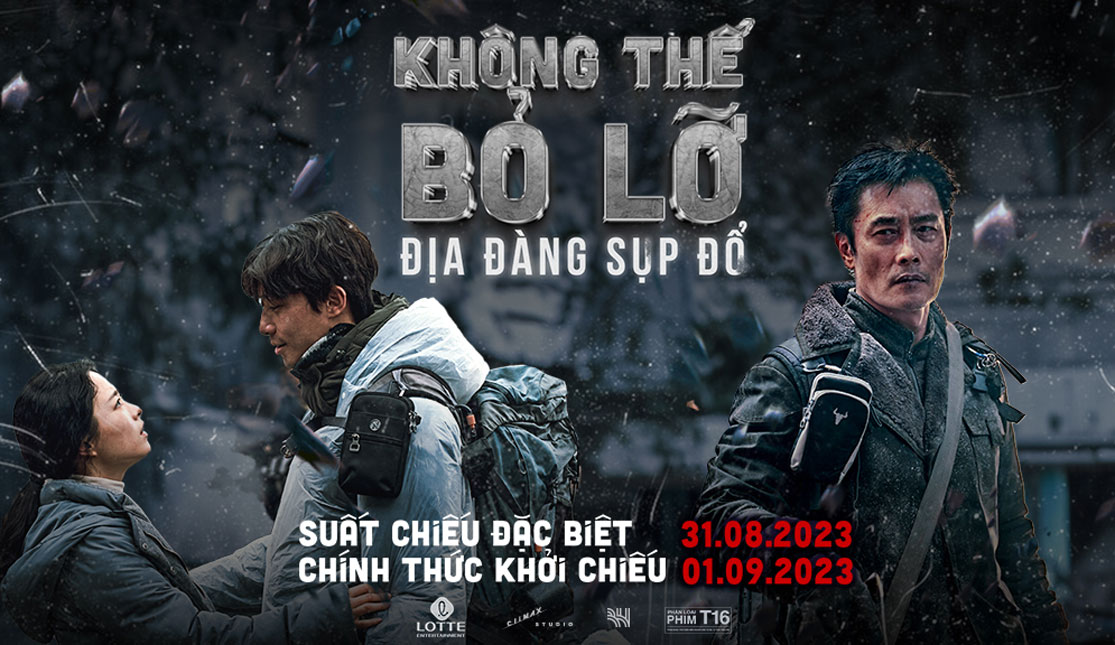 KHÔNG THỂ
BỎ LỠ
ĐỊA ĐÀNG SỤP ĐỔ
SUẤT CHIẾU ĐẶC BIỆT 31.08.2023
CHÍNH THỨC KHỞI CHIẾU 01.09.2023
LOTTE
ENTERTAINMENT
CLIMAX
STUDIO
PHÂN LOẠI
PHIM T16